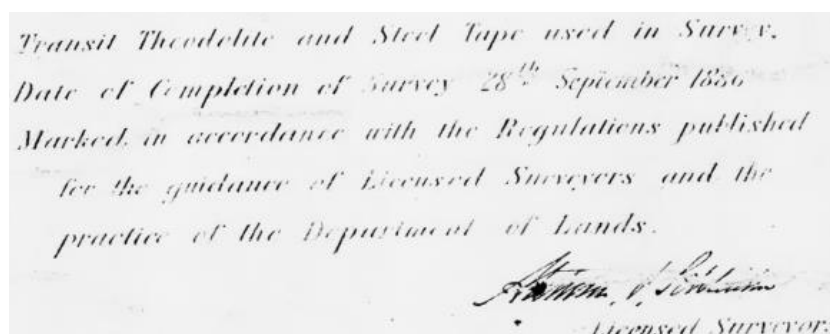 Transit Theodolite and Steel Tape used in Survey.
Date of Completion of Survey 28th September 1886
Marked in accordance with the Regulations published
for the guidance of Licensed Surveyors and the
practice of the Department of Lands.
Licensed Surveyor.